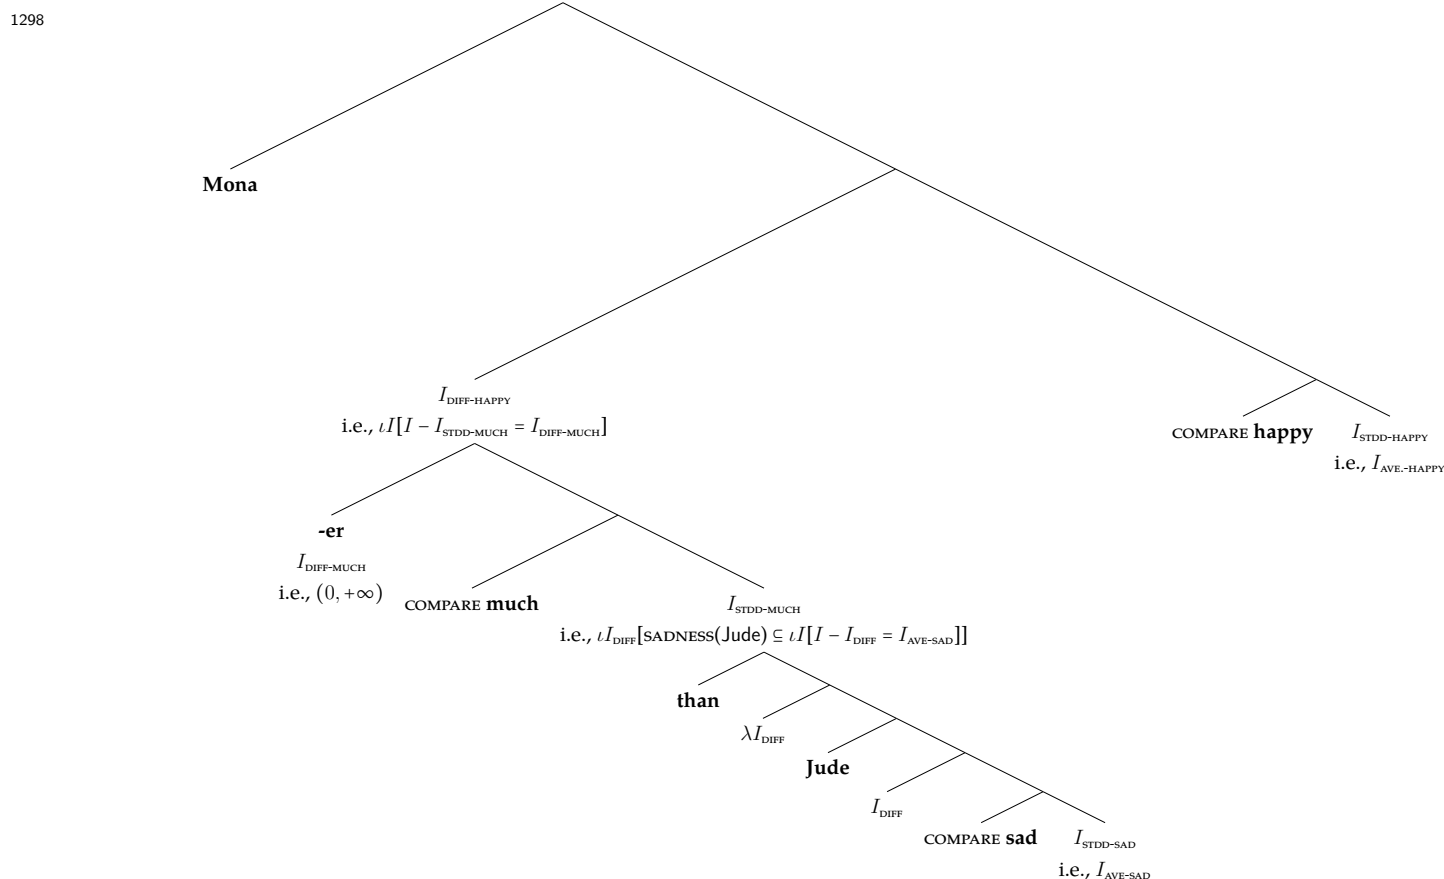 1298
Mona
I_DIFF-HAPPY
i.e., ιI[I − I_STDD-MUCH = I_DIFF-MUCH]
COMPARE happy
I_STDD-HAPPY
i.e., I_AVE.-HAPPY
-er
I_DIFF-MUCH
i.e., (0, +∞)
COMPARE much
I_STDD-MUCH
i.e., ιI_DIFF[SADNESS(Jude) ⊆ ιI[I − I_DIFF = I_AVE-SAD]]
than
λI_DIFF
Jude
I_DIFF
COMPARE sad
I_STDD-SAD
i.e., I_AVE-SAD